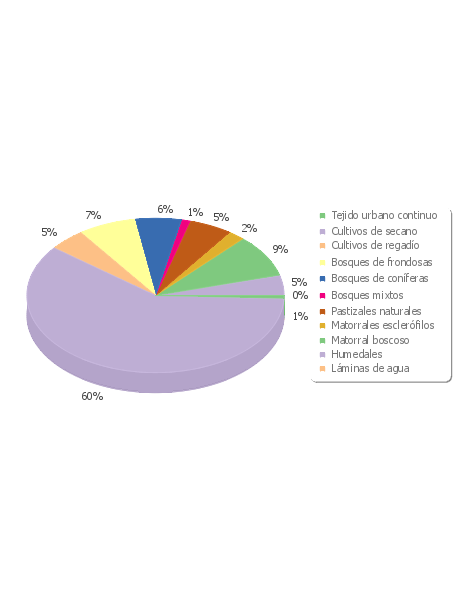 6%
1%
5%
7%
2%
5%
9%
5%
0%
1%
60%
Tejido urbano continuo
Cultivos de secano
Cultivos de regadío
Bosques de frondosas
Bosques de coníferas
Bosques mixtos
Pastizales naturales
Matorrales esclerófilos
Matorral boscoso
Humedales
Láminas de agua